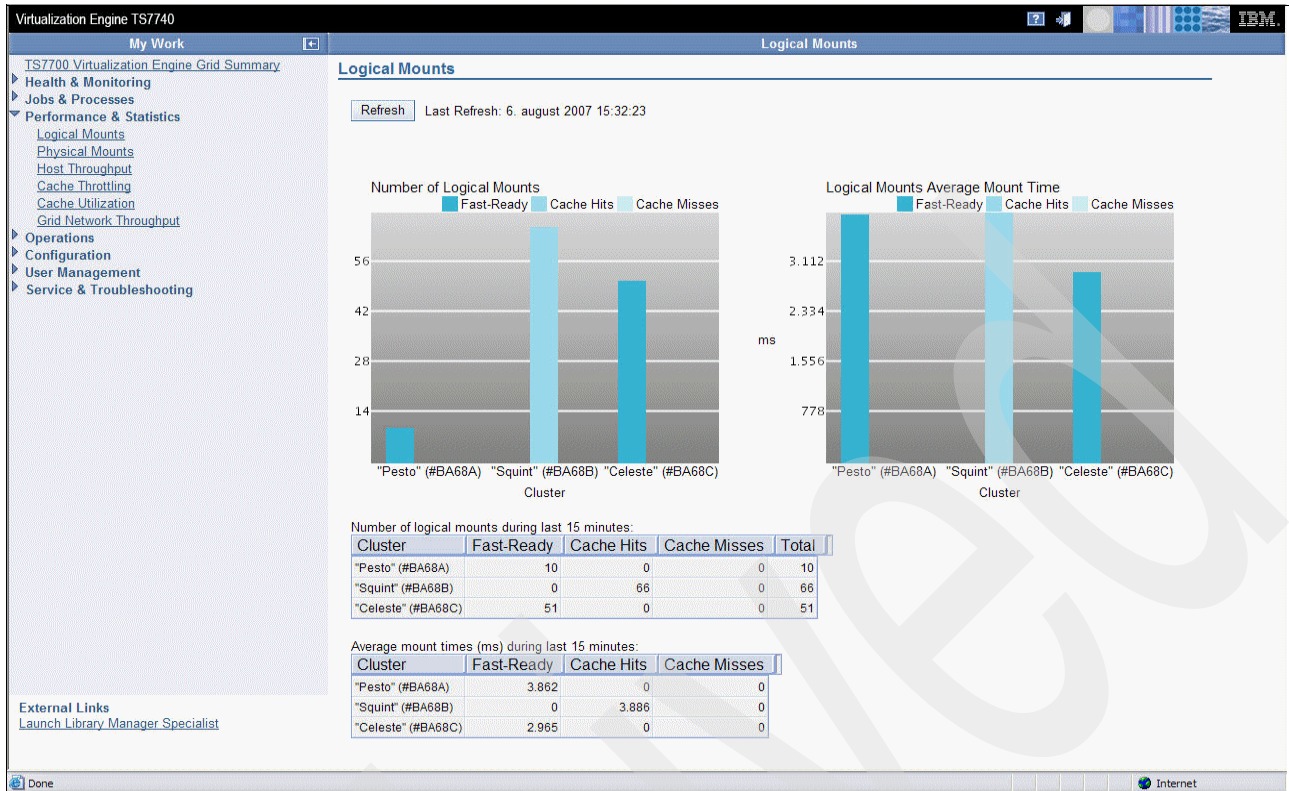 Virtualization Engine TS7740
? IBM.
My Work
Logical Mounts
TS7700 Virtualization Engine Grid Summary
Health & Monitoring
Jobs & Processes
Performance & Statistics
Logical Mounts
Physical Mounts
Host Throughput
Cache Throttling
Cache Utilization
Grid Network Throughput
Operations
Configuration
User Management
Service & Troubleshooting
External Links
Launch Library Manager Specialist
Logical Mounts
Refresh Last Refresh: 6. august 2007 15:32:23
Number of Logical Mounts
Fast-Ready Cache Hits Cache Misses
56
42
28
14
"Pesto" (#BA68A) "Squint" (#BA68B) "Celeste" (#BA68C)
Cluster
Logical Mounts Average Mount Time
Fast-Ready Cache Hits Cache Misses
3.112
2.334
ms
1.556
778
"Pesto" (#BA68A) "Squint" (#BA68B) "Celeste" (#BA68C)
Cluster
Number of logical mounts during last 15 minutes:
Cluster Fast-Ready Cache Hits Cache Misses Total
"Pesto" (#BA68A) 10 0 0 10
"Squint" (#BA68B) 0 66 0 66
"Celeste" (#BA68C) 51 0 0 51
Average mount times (ms) during last 15 minutes:
Cluster Fast-Ready Cache Hits Cache Misses
"Pesto" (#BA68A) 3.862 0 0
"Squint" (#BA68B) 0 3.886 0
"Celeste" (#BA68C) 2.965 0 0
Done
Internet